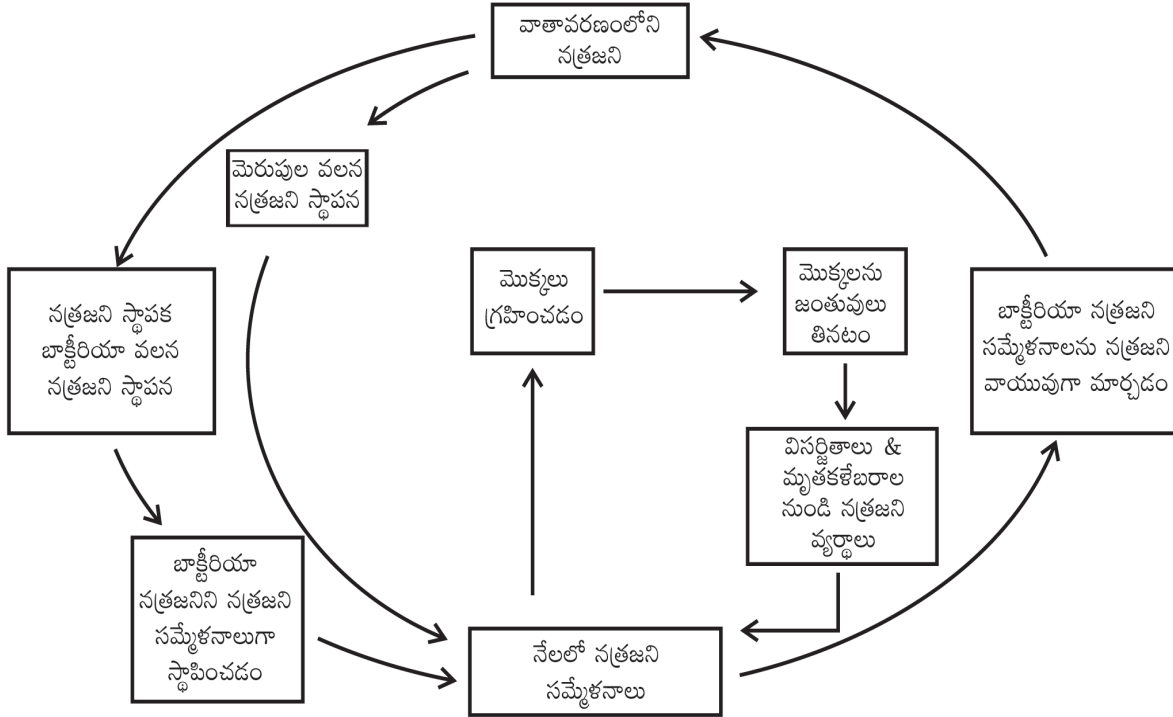 వాతావరణంలోని
నత్రజని
మెరుపుల వలన
నత్రజని స్థాపన
నత్రజని స్థాపక
బాక్టీరియా వలన
నత్రజని స్థాపన
మొక్కలు
గ్రహించడం
మొక్కలను
జంతువులు
తినటం
బాక్టీరియా నత్రజని
సమ్మేళనాలను నత్రజని
వాయువుగా మార్చడం
విసర్జితాలు &
మృతకళేబరాల
నుండి నత్రజని
వ్యర్థాలు
బాక్టీరియా
నత్రజనిని నత్రజని
సమ్మేళనాలుగా
స్థాపించడం
నేలలో నత్రజని
సమ్మేళనాలు